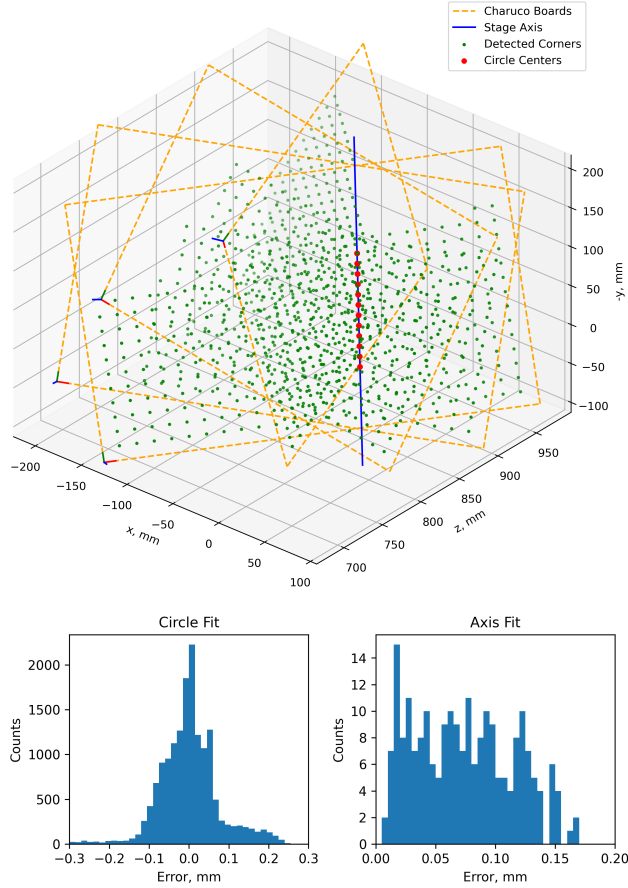 Charuco Boards
Stage Axis
Detected Corners
Circle Centers
200
150
100
50
0
−50
−100
-y, mm
−200
−150
−100
−50
0
50
100
x, mm
700
750
800
850
900
950
z, mm
Circle Fit
2000
1500
1000
500
0
Counts
−0.3 −0.2 −0.1 0.0 0.1 0.2 0.3
Error, mm
Axis Fit
14
12
10
8
6
4
2
0
Counts
0.00 0.05 0.10 0.15 0.20
Error, mm